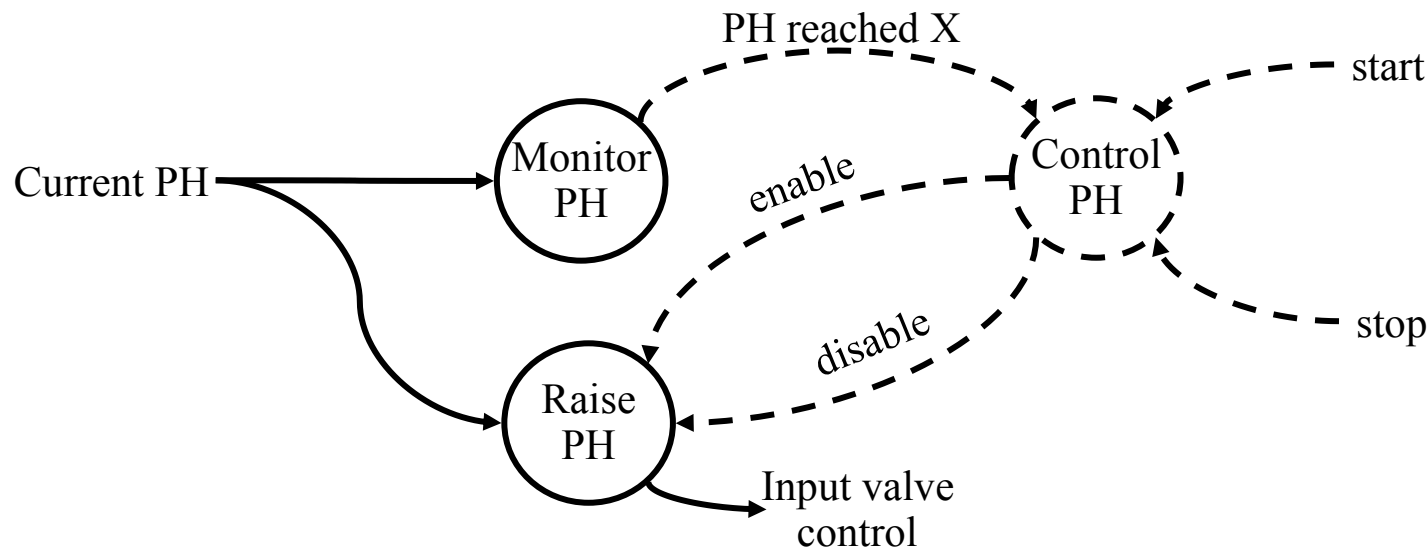 PH reached X
start
Current PH
Monitor
PH
enable
Control
PH
disable
stop
Raise
PH
Input valve
control